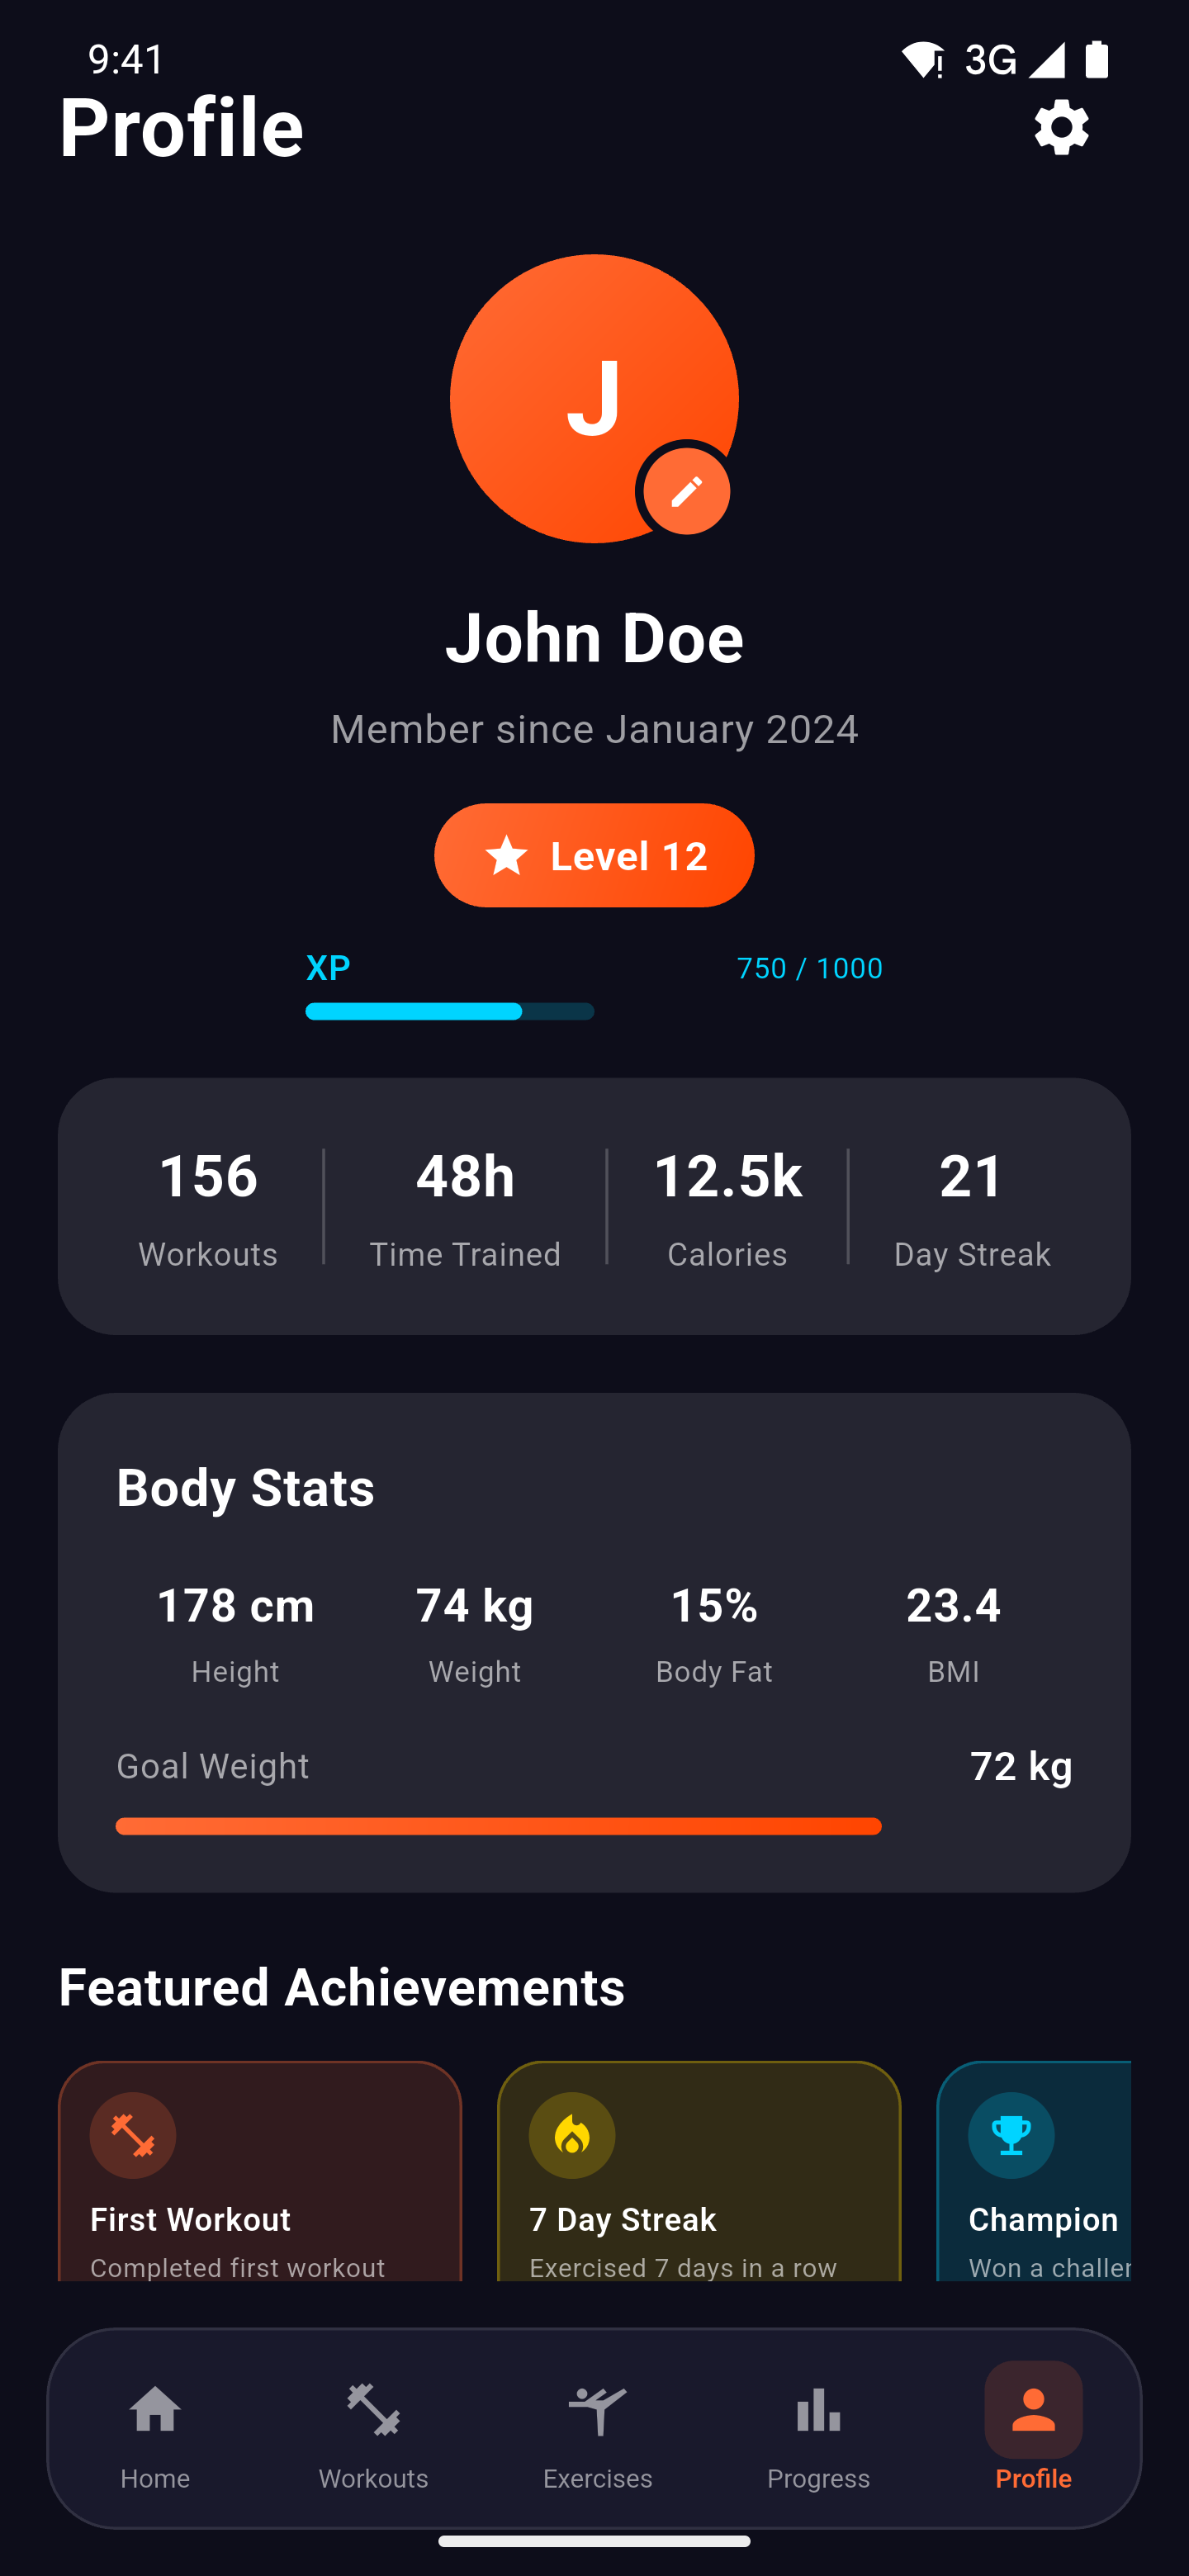 9:41
3G
Profile
J
John Doe
Member since January 2024
Level 12
XP
750 / 1000
156
48h
12.5k
21
Workouts
Time Trained
Calories
Day Streak
Body Stats
178 cm
74 kg
15%
23.4
Height
Weight
Body Fat
BMI
Goal Weight
72 kg
Featured Achievements
First Workout
7 Day Streak
Champion
Completed first workout
Exercised 7 days in a row
Won a
Home
Workouts
Exercises
Progress
Profile